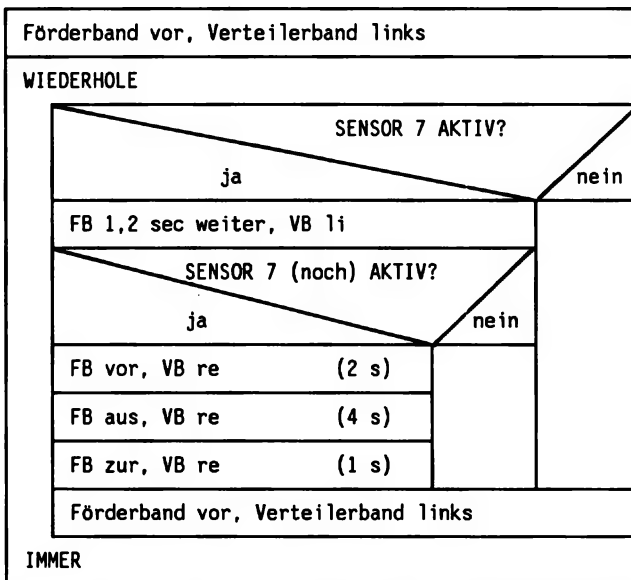 Förderband vor, Verteilerband links
WIEDERHOLE
SENSOR 7 AKTIV?
ja nein
FB 1,2 sec weiter, VB li
SENSOR 7 (noch) AKTIV?
ja nein
FB vor, VB re (2 s)
FB aus, VB re (4 s)
FB zur, VB re (1 s)
Förderband vor, Verteilerband links
IMMER